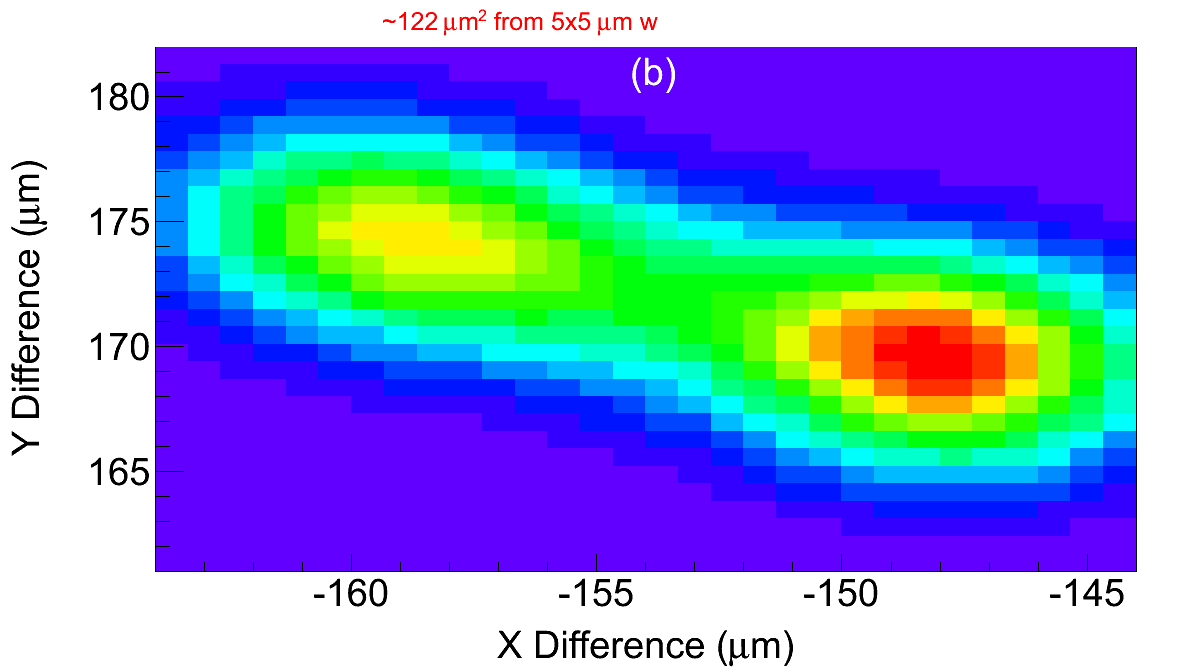 ~122 μm² from 5x5 μm w
(b)
180
175
170
165
Y Difference (μm)
-160 -155 -150 -145
X Difference (μm)